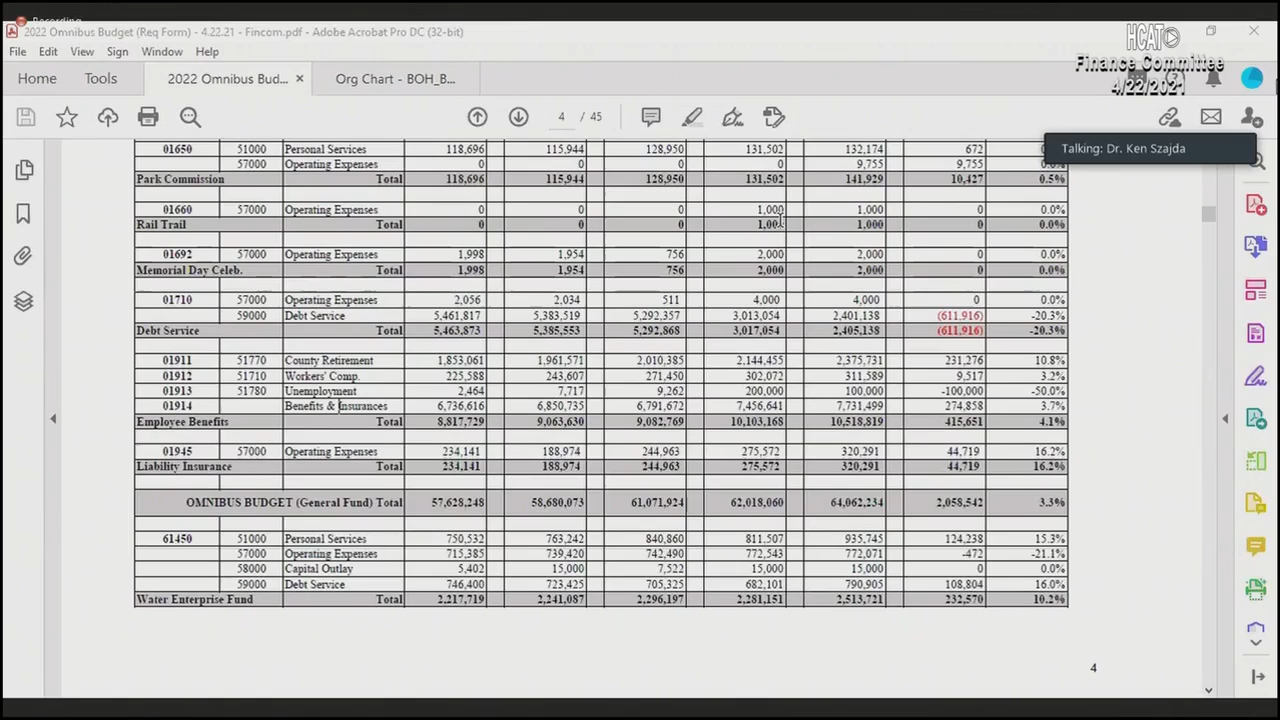 Recording
2022 Omnibus Budget (Req Form) - 4.22.21 - Fincom.pdf - Adobe Acrobat Pro DC (32-bit)
HCAT
File Edit View Window Help
Finance Committee
4/22/2021
Home Tools 2022 Omnibus Bud... × Org Chart - BOH_B...
4 / 45
Talking: Dr. Ken Szajda
01650 51000 Personal Services 118,696 115,944 128,950 131,502 132,174 672
57000 Operating Expenses 0 0 0 0 9,755 9,755
Park Commission Total 118,696 115,944 128,950 131,502 141,929 10,427 0.5%
01660 57000 Operating Expenses 0 0 0 1,000 1,000 0 0.0%
Rail Trail Total 0 0 0 1,000 1,000 0 0.0%
01692 57000 Operating Expenses 1,998 1,954 756 2,000 2,000 0 0.0%
Memorial Day Celeb. Total 1,998 1,954 756 2,000 2,000 0 0.0%
01710 57000 Operating Expenses 2,056 2,034 511 4,000 4,000 0 0.0%
59000 Debt Service 5,461,817 5,383,519 5,292,357 3,013,054 2,401,138 (611,916) -20.3%
Debt Service Total 5,463,873 5,385,553 5,292,868 3,017,054 2,405,138 (611,916) -20.3%
01911 51770 County Retirement 1,853,061 1,961,571 2,010,385 2,144,455 2,375,731 231,276 10.8%
01912 51710 Workers' Comp. 225,588 243,607 271,450 302,072 311,589 9,517 3.2%
01913 51780 Unemployment 2,464 7,717 9,262 200,000 100,000 -100,000 -50.0%
01914 Benefits & Insurances 6,736,616 6,850,735 6,791,672 7,456,641 7,731,499 274,858 3.7%
Employee Benefits Total 8,817,729 9,063,630 9,082,769 10,103,168 10,518,819 415,651 4.1%
01945 57000 Operating Expenses 234,141 188,974 244,963 275,572 320,291 44,719 16.2%
Liability Insurance Total 234,141 188,974 244,963 275,572 320,291 44,719 16.2%
OMNIBUS BUDGET (General Fund) Total 57,628,248 58,680,073 61,071,924 62,018,060 64,062,234 2,058,542 3.3%
61450 51000 Personal Services 750,532 763,242 840,860 811,507 935,745 124,238 15.3%
57000 Operating Expenses 715,385 739,420 742,490 772,543 772,071 -472 -21.1%
58000 Capital Outlay 5,402 15,000 7,522 15,000 15,000 0 0.0%
59000 Debt Service 746,400 723,425 705,325 682,101 790,905 108,804 16.0%
Water Enterprise Fund Total 2,217,719 2,241,087 2,296,197 2,281,151 2,513,721 232,570 10.2%
4